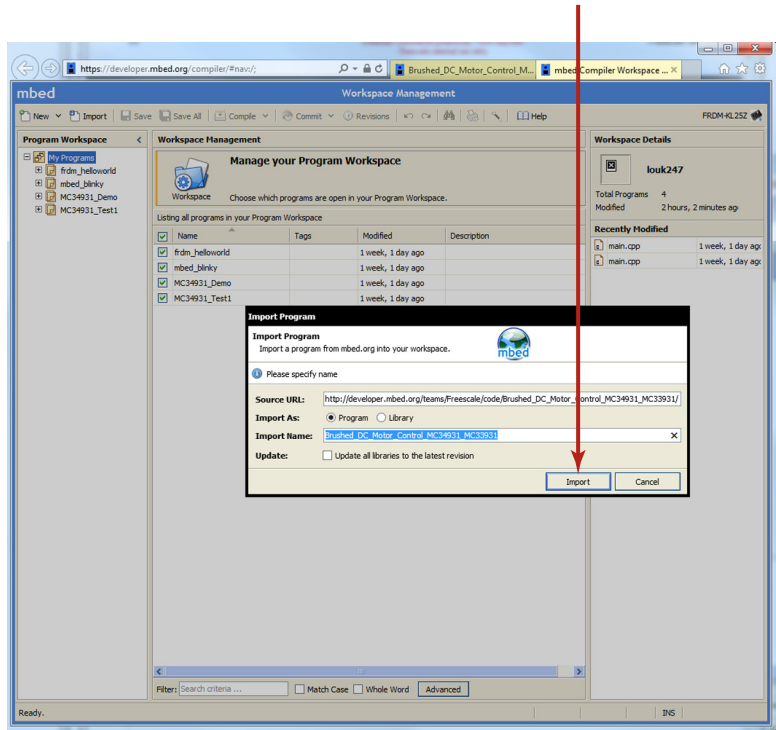 https://developer.mbed.org/compiler/#nav:/;
Brushed_DC_Motor_Control_M...
mbed Compiler Workspace ...
mbed
Workspace Management
New Import Save Save All Compile Commit Revisions Help FRDM-KL25Z
Program Workspace
My Programs
frdm_helloworld
mbed_blinky
MC34931_Demo
MC34931_Test1
Workspace Management
Manage your Program Workspace
Workspace
Choose which programs are open in your Program Workspace.
Listing all programs in your Program Workspace
Name Tags Modified Description
frdm_helloworld 1 week, 1 day ago
mbed_blinky 1 week, 1 day ago
MC34931_Demo 1 week, 1 day ago
MC34931_Test1 1 week, 1 day ago
Workspace Details
louk247
Total Programs 4
Modified 2 hours, 2 minutes ago
Recently Modified
main.cpp 1 week, 1 day ago
main.cpp 1 week, 1 day ago
Import Program
Import Program
Import a program from mbed.org into your workspace.
mbed
Please specify name
Source URL: http://developer.mbed.org/teams/Freescale/code/Brushed_DC_Motor_Control_MC34931_MC33931/
Import As: Program Library
Import Name: Brushed_DC_Motor_Control_MC34931_MC33931
Update: Update all libraries to the latest revision
Import Cancel
Filter: Search criteria ... Match Case Whole Word Advanced
Ready. INS